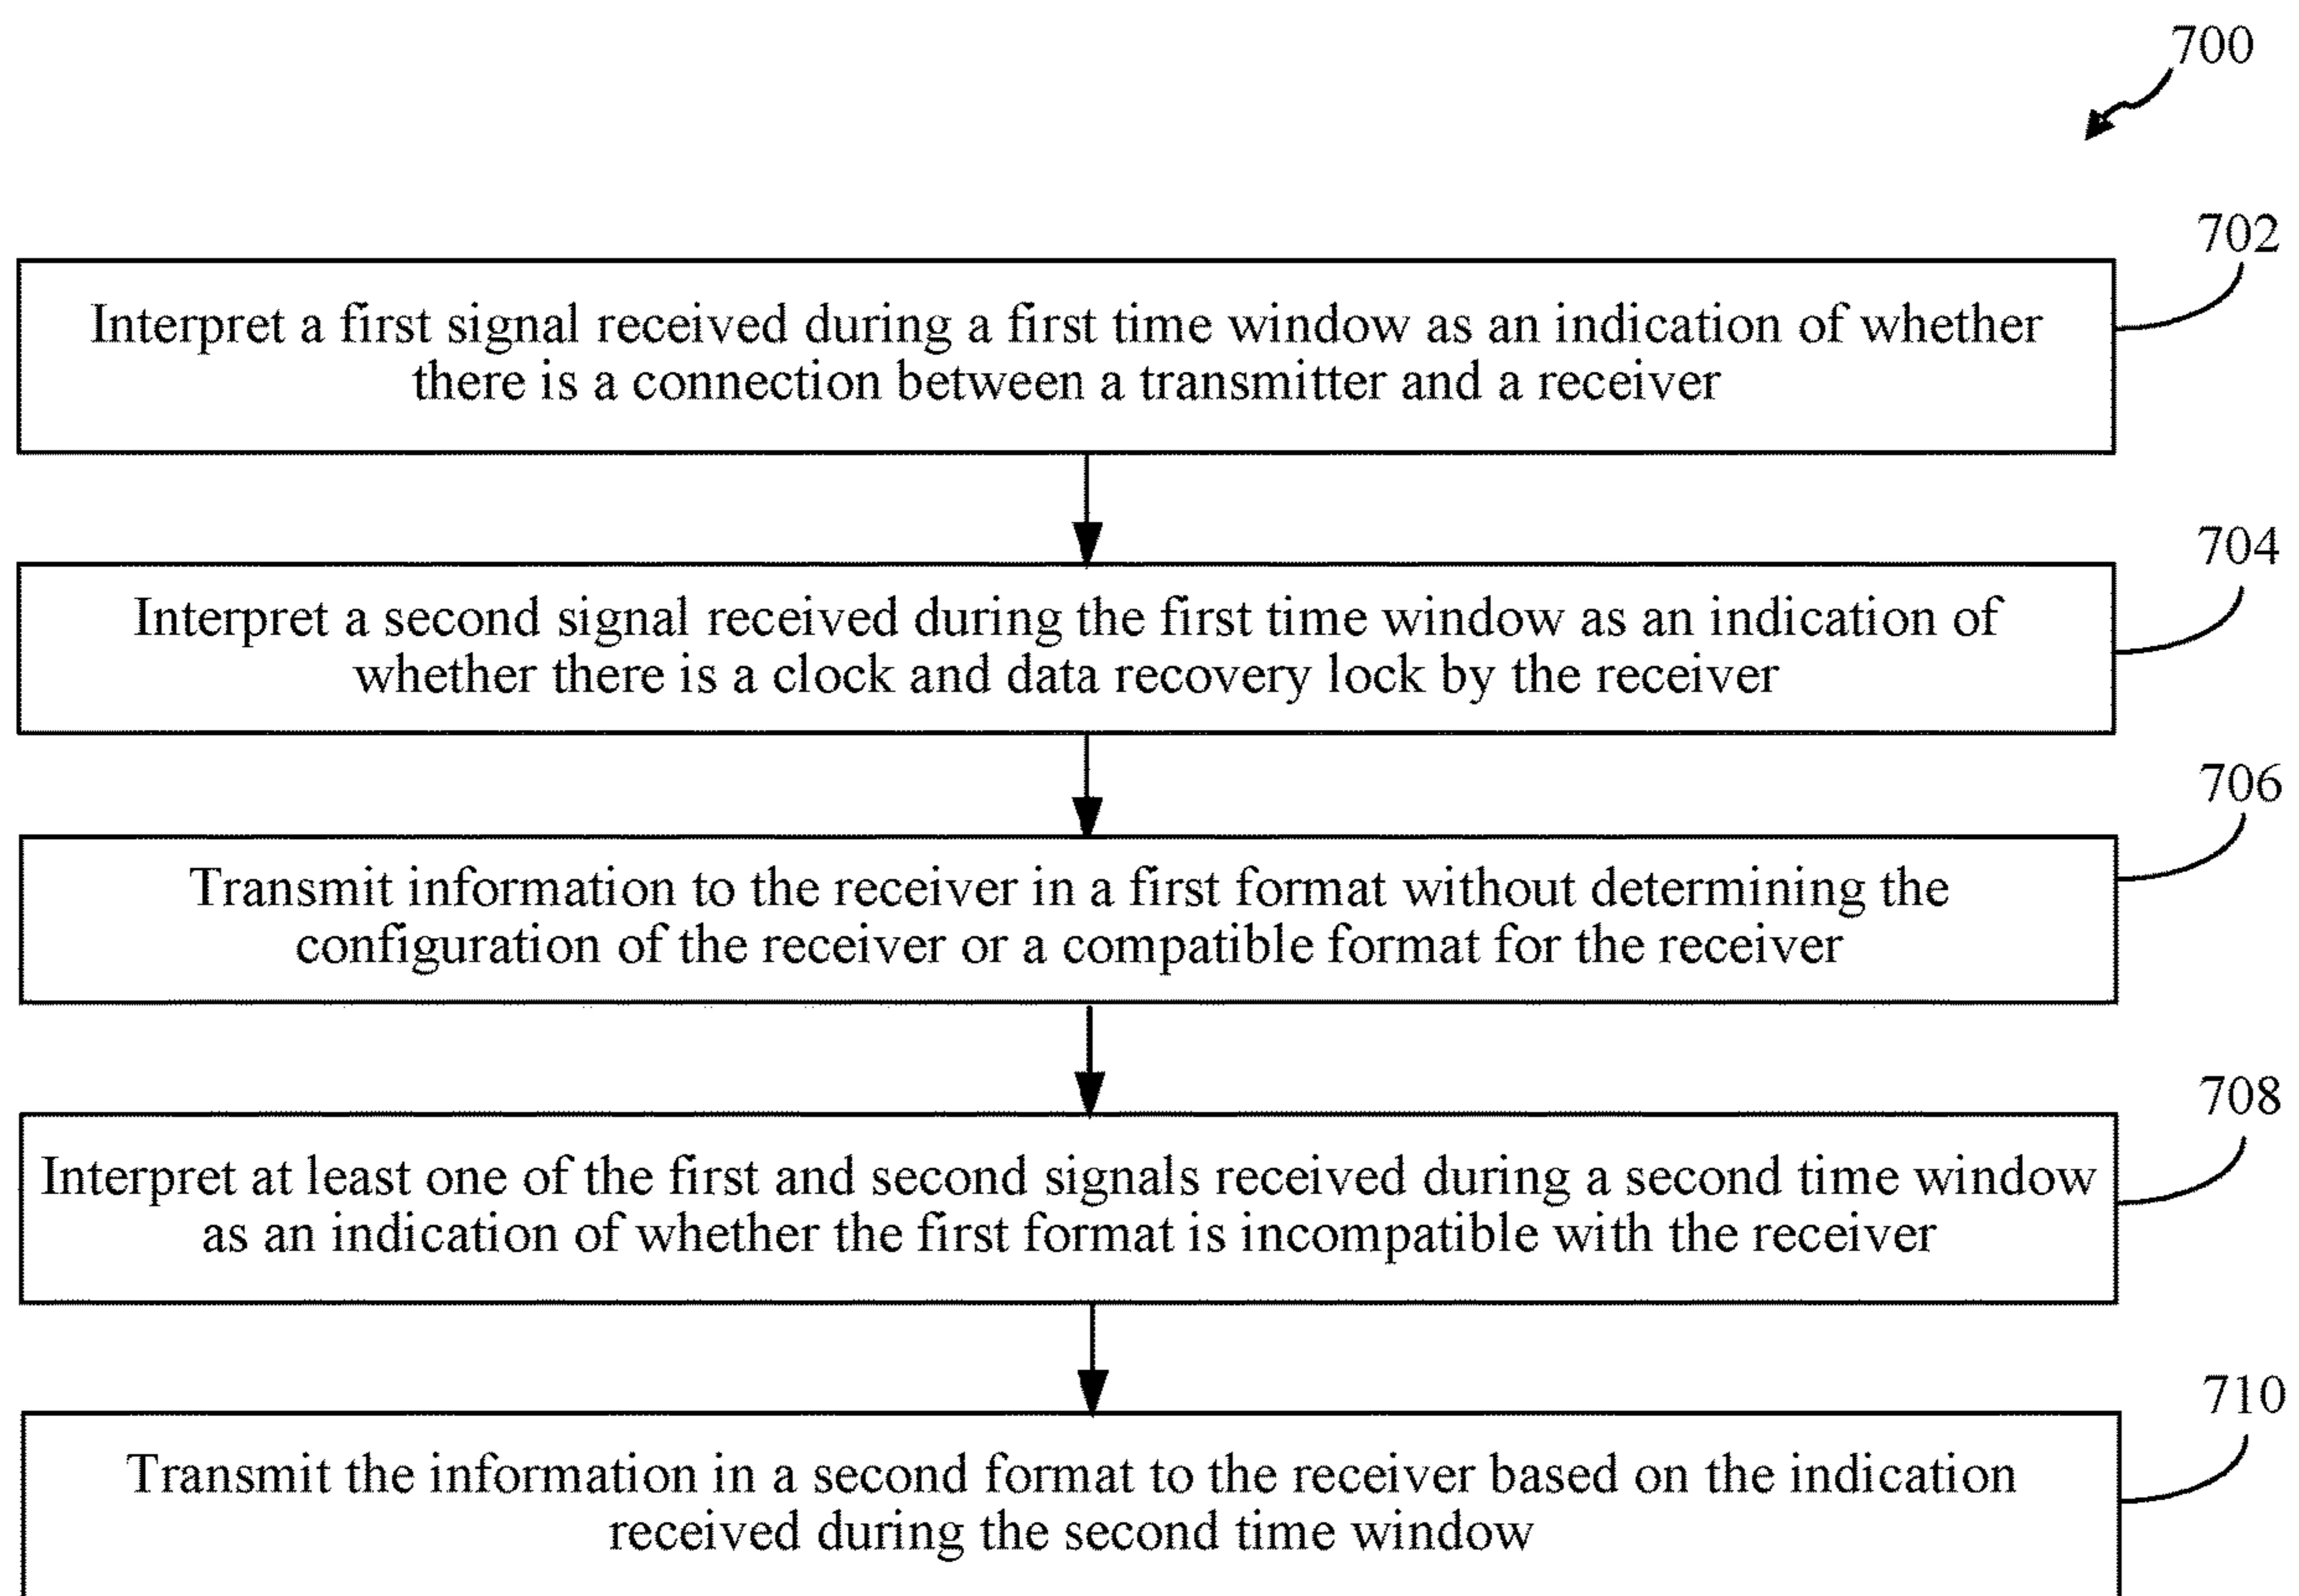 700
702
Interpret a first signal received during a first time window as an indication of whether
there is a connection between a transmitter and a receiver
704
Interpret a second signal received during the first time window as an indication of
whether there is a clock and data recovery lock by the receiver
706
Transmit information to the receiver in a first format without determining the
configuration of the receiver or a compatible format for the receiver
708
Interpret at least one of the first and second signals received during a second time window
as an indication of whether the first format is incompatible with the receiver
710
Transmit the information in a second format to the receiver based on the indication
received during the second time window